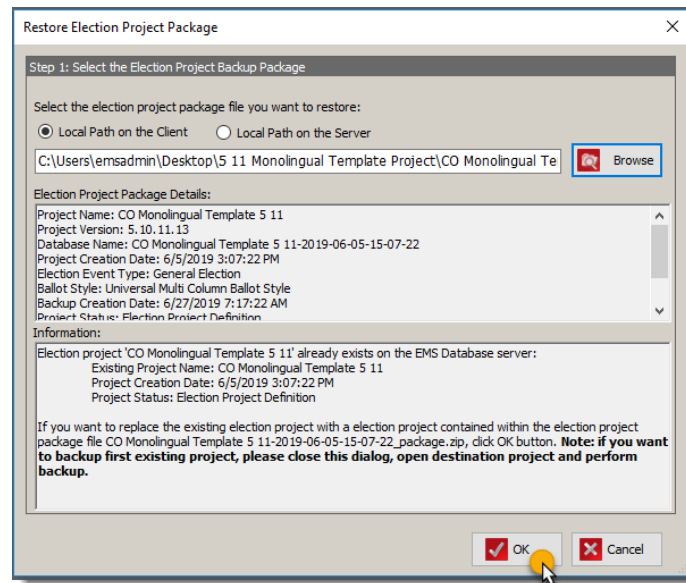 Restore Election Project Package
Step 1: Select the Election Project Backup Package
Select the election project package file you want to restore:
Local Path on the Client Local Path on the Server
C:\Users\emsadmin\Desktop\5 11 Monolingual Template Project\CO Monolingual Te Browse
Election Project Package Details:
Project Name: CO Monolingual Template 5 11
Project Version: 5.10.11.13
Database Name: CO Monolingual Template 5 11-2019-06-05-15-07-22
Project Creation Date: 6/5/2019 3:07:22 PM
Election Event Type: General Election
Ballot Style: Universal Multi Column Ballot Style
Backup Creation Date: 6/27/2019 7:17:22 AM
Project Status: Election Project Definition
Information:
Election project 'CO Monolingual Template 5 11' already exists on the EMS Database server:
Existing Project Name: CO Monolingual Template 5 11
Project Creation Date: 6/5/2019 3:07:22 PM
Project Status: Election Project Definition
If you want to replace the existing election project with a election project contained within the election project
package file CO Monolingual Template 5 11-2019-06-05-15-07-22_package.zip, click OK button. Note: if you want
to backup first existing project, please close this dialog, open destination project and perform
backup.
OK Cancel